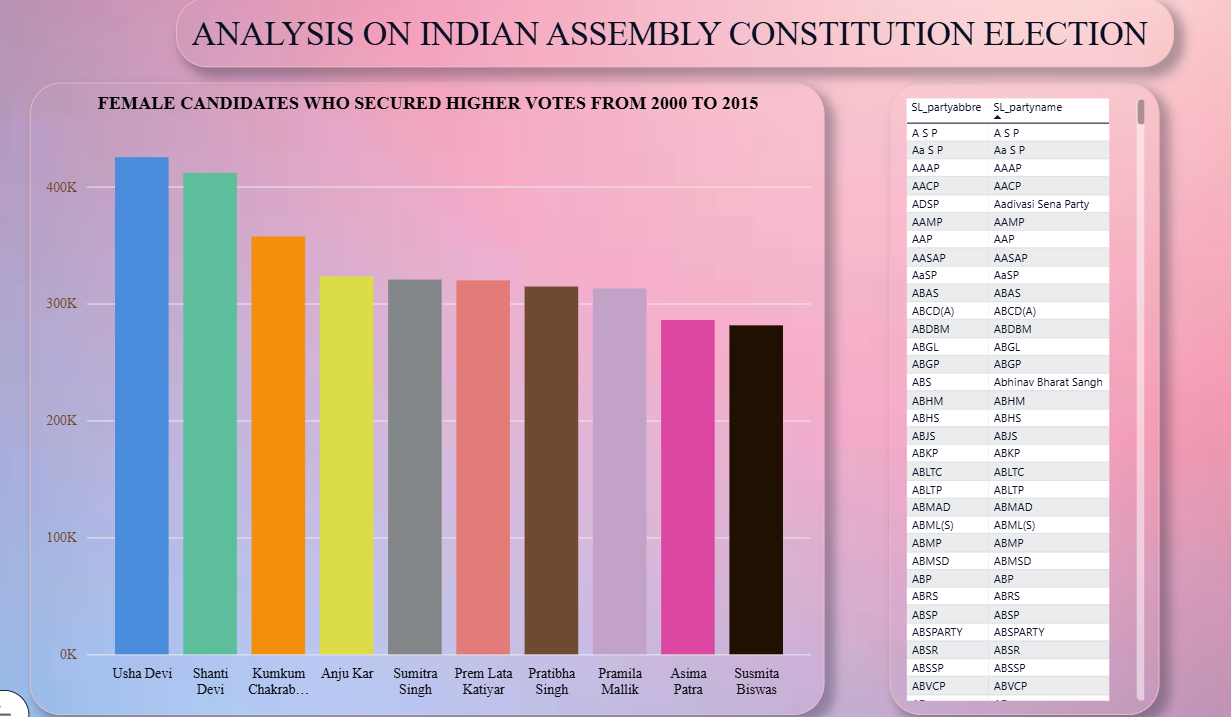 ANALYSIS ON INDIAN ASSEMBLY CONSTITUTION ELECTION
FEMALE CANDIDATES WHO SECURED HIGHER VOTES FROM 2000 TO 2015
400K
300K
200K
100K
0K
Usha Devi
Shanti
Devi
Kumkum
Chakrab…
Anju Kar
Sumitra
Singh
Prem Lata
Katiyar
Pratibha
Singh
Pramila
Mallik
Asima
Patra
Susmita
Biswas
SL_partyabbre SL_partyname
A S P A S P
Aa S P Aa S P
AAAP AAAP
AACP AACP
ADSP Aadivasi Sena Party
AAMP AAMP
AAP AAP
AASAP AASAP
AaSP AaSP
ABAS ABAS
ABCD(A) ABCD(A)
ABDBM ABDBM
ABGL ABGL
ABGP ABGP
ABS Abhinav Bharat Sangh
ABHM ABHM
ABHS ABHS
ABJS ABJS
ABKP ABKP
ABLTC ABLTC
ABLTP ABLTP
ABMAD ABMAD
ABML(S) ABML(S)
ABMP ABMP
ABMSD ABMSD
ABP ABP
ABRS ABRS
ABSP ABSP
ABSPARTY ABSPARTY
ABSR ABSR
ABSSP ABSSP
ABVCP ABVCP